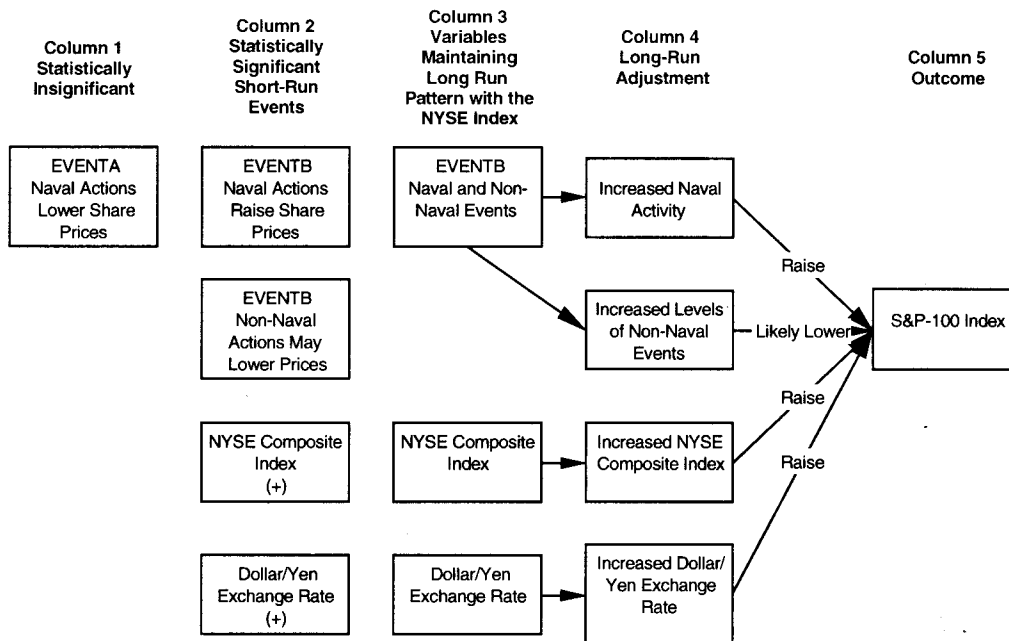 Column 1
Statistically
Insignificant
Column 2
Statistically
Significant
Short-Run
Events
Column 3
Variables
Maintaining
Long Run
Pattern with the
NYSE Index
Column 4
Long-Run
Adjustment
Column 5
Outcome
EVENTA
Naval Actions
Lower Share
Prices
EVENTB
Naval Actions
Raise Share
Prices
EVENTB
Naval and Non-
Naval Events
Increased Naval
Activity
Raise
EVENTB
Non-Naval
Actions May
Lower Prices
Increased Levels
of Non-Naval
Events
Likely Lower
S&P-100 Index
Raise
NYSE Composite
Index
(+)
NYSE Composite
Index
Increased NYSE
Composite Index
Raise
Dollar/Yen
Exchange Rate
(+)
Dollar/Yen
Exchange Rate
Increased Dollar/
Yen Exchange
Rate